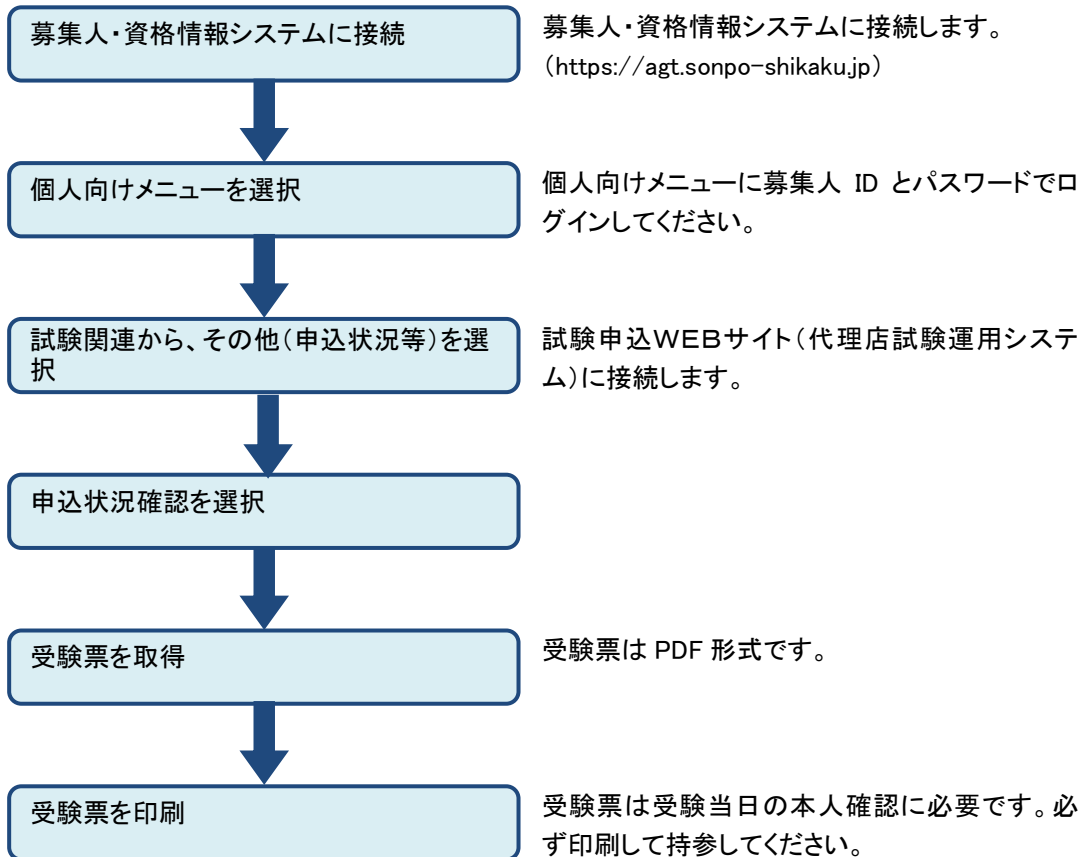 募集人・資格情報システムに接続
募集人・資格情報システムに接続します。
（https://agt.sonpo-shikaku.jp）
個人向けメニューを選択
個人向けメニューに募集人 ID とパスワードでロ
グインしてください。
試験関連から、その他（申込状況等）を選
択
試験申込ＷＥＢサイト（代理店試験運用システ
ム）に接続します。
申込状況確認を選択
受験票を取得
受験票は PDF 形式です。
受験票を印刷
受験票は受験当日の本人確認に必要です。必
ず印刷して持参してください。